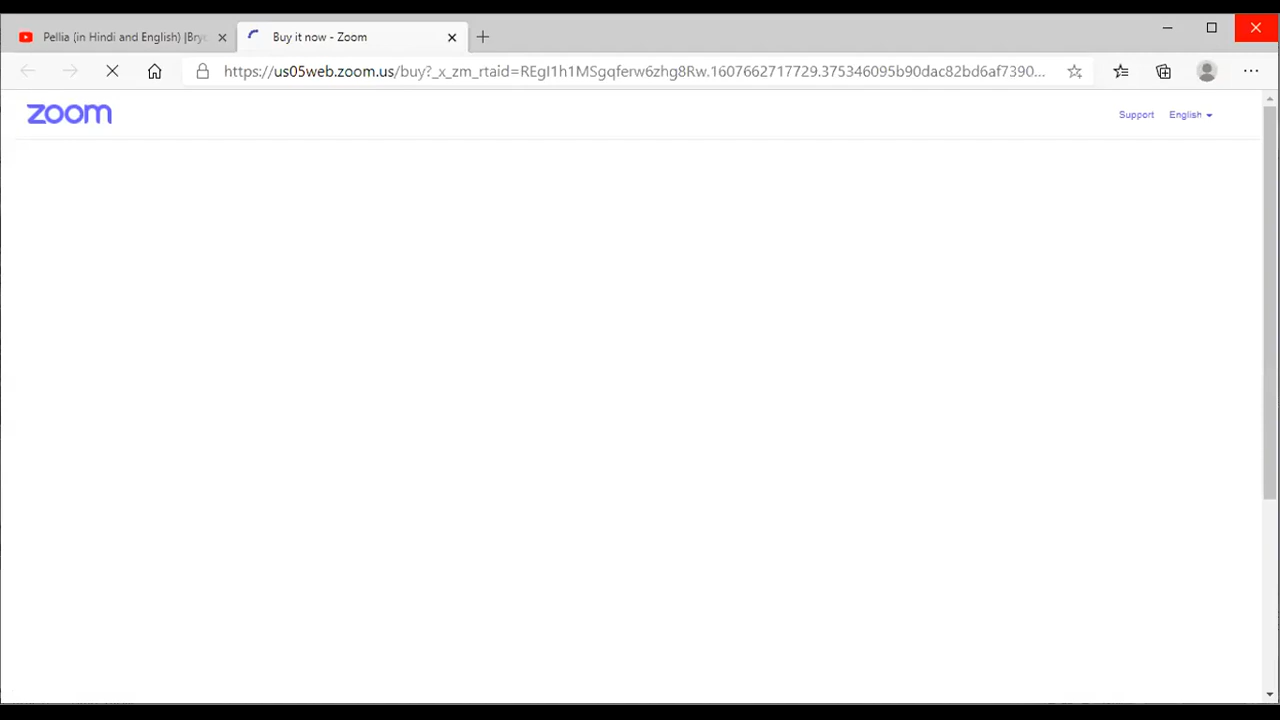 Pellia (in Hindi and English) |Bry
Buy it now - Zoom
https://us05web.zoom.us/buy?_x_zm_rtaid=REgI1h1MSgqferw6zhg8Rw.1607662717729.375346095b90dac82bd6af7390...
zoom
Support
English